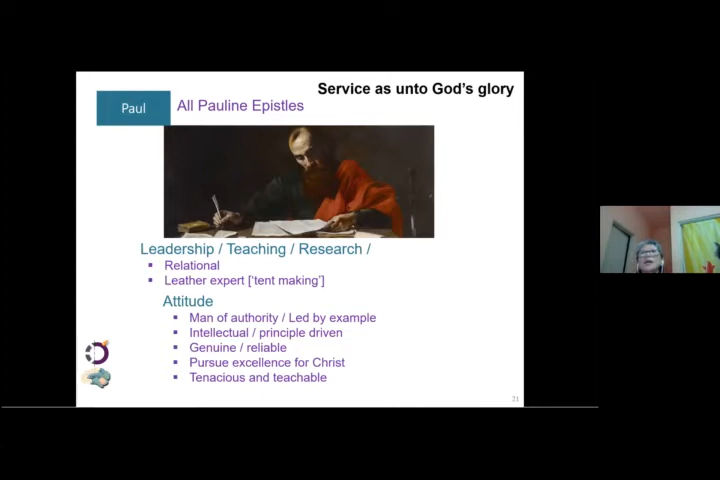 Service as unto God's glory
Paul
All Pauline Epistles
Leadership / Teaching / Research /
▪ Relational
▪ Leather expert ['tent making']
Attitude
▪ Man of authority / Led by example
▪ Intellectual / principle driven
▪ Genuine / reliable
▪ Pursue excellence for Christ
▪ Tenacious and teachable
21